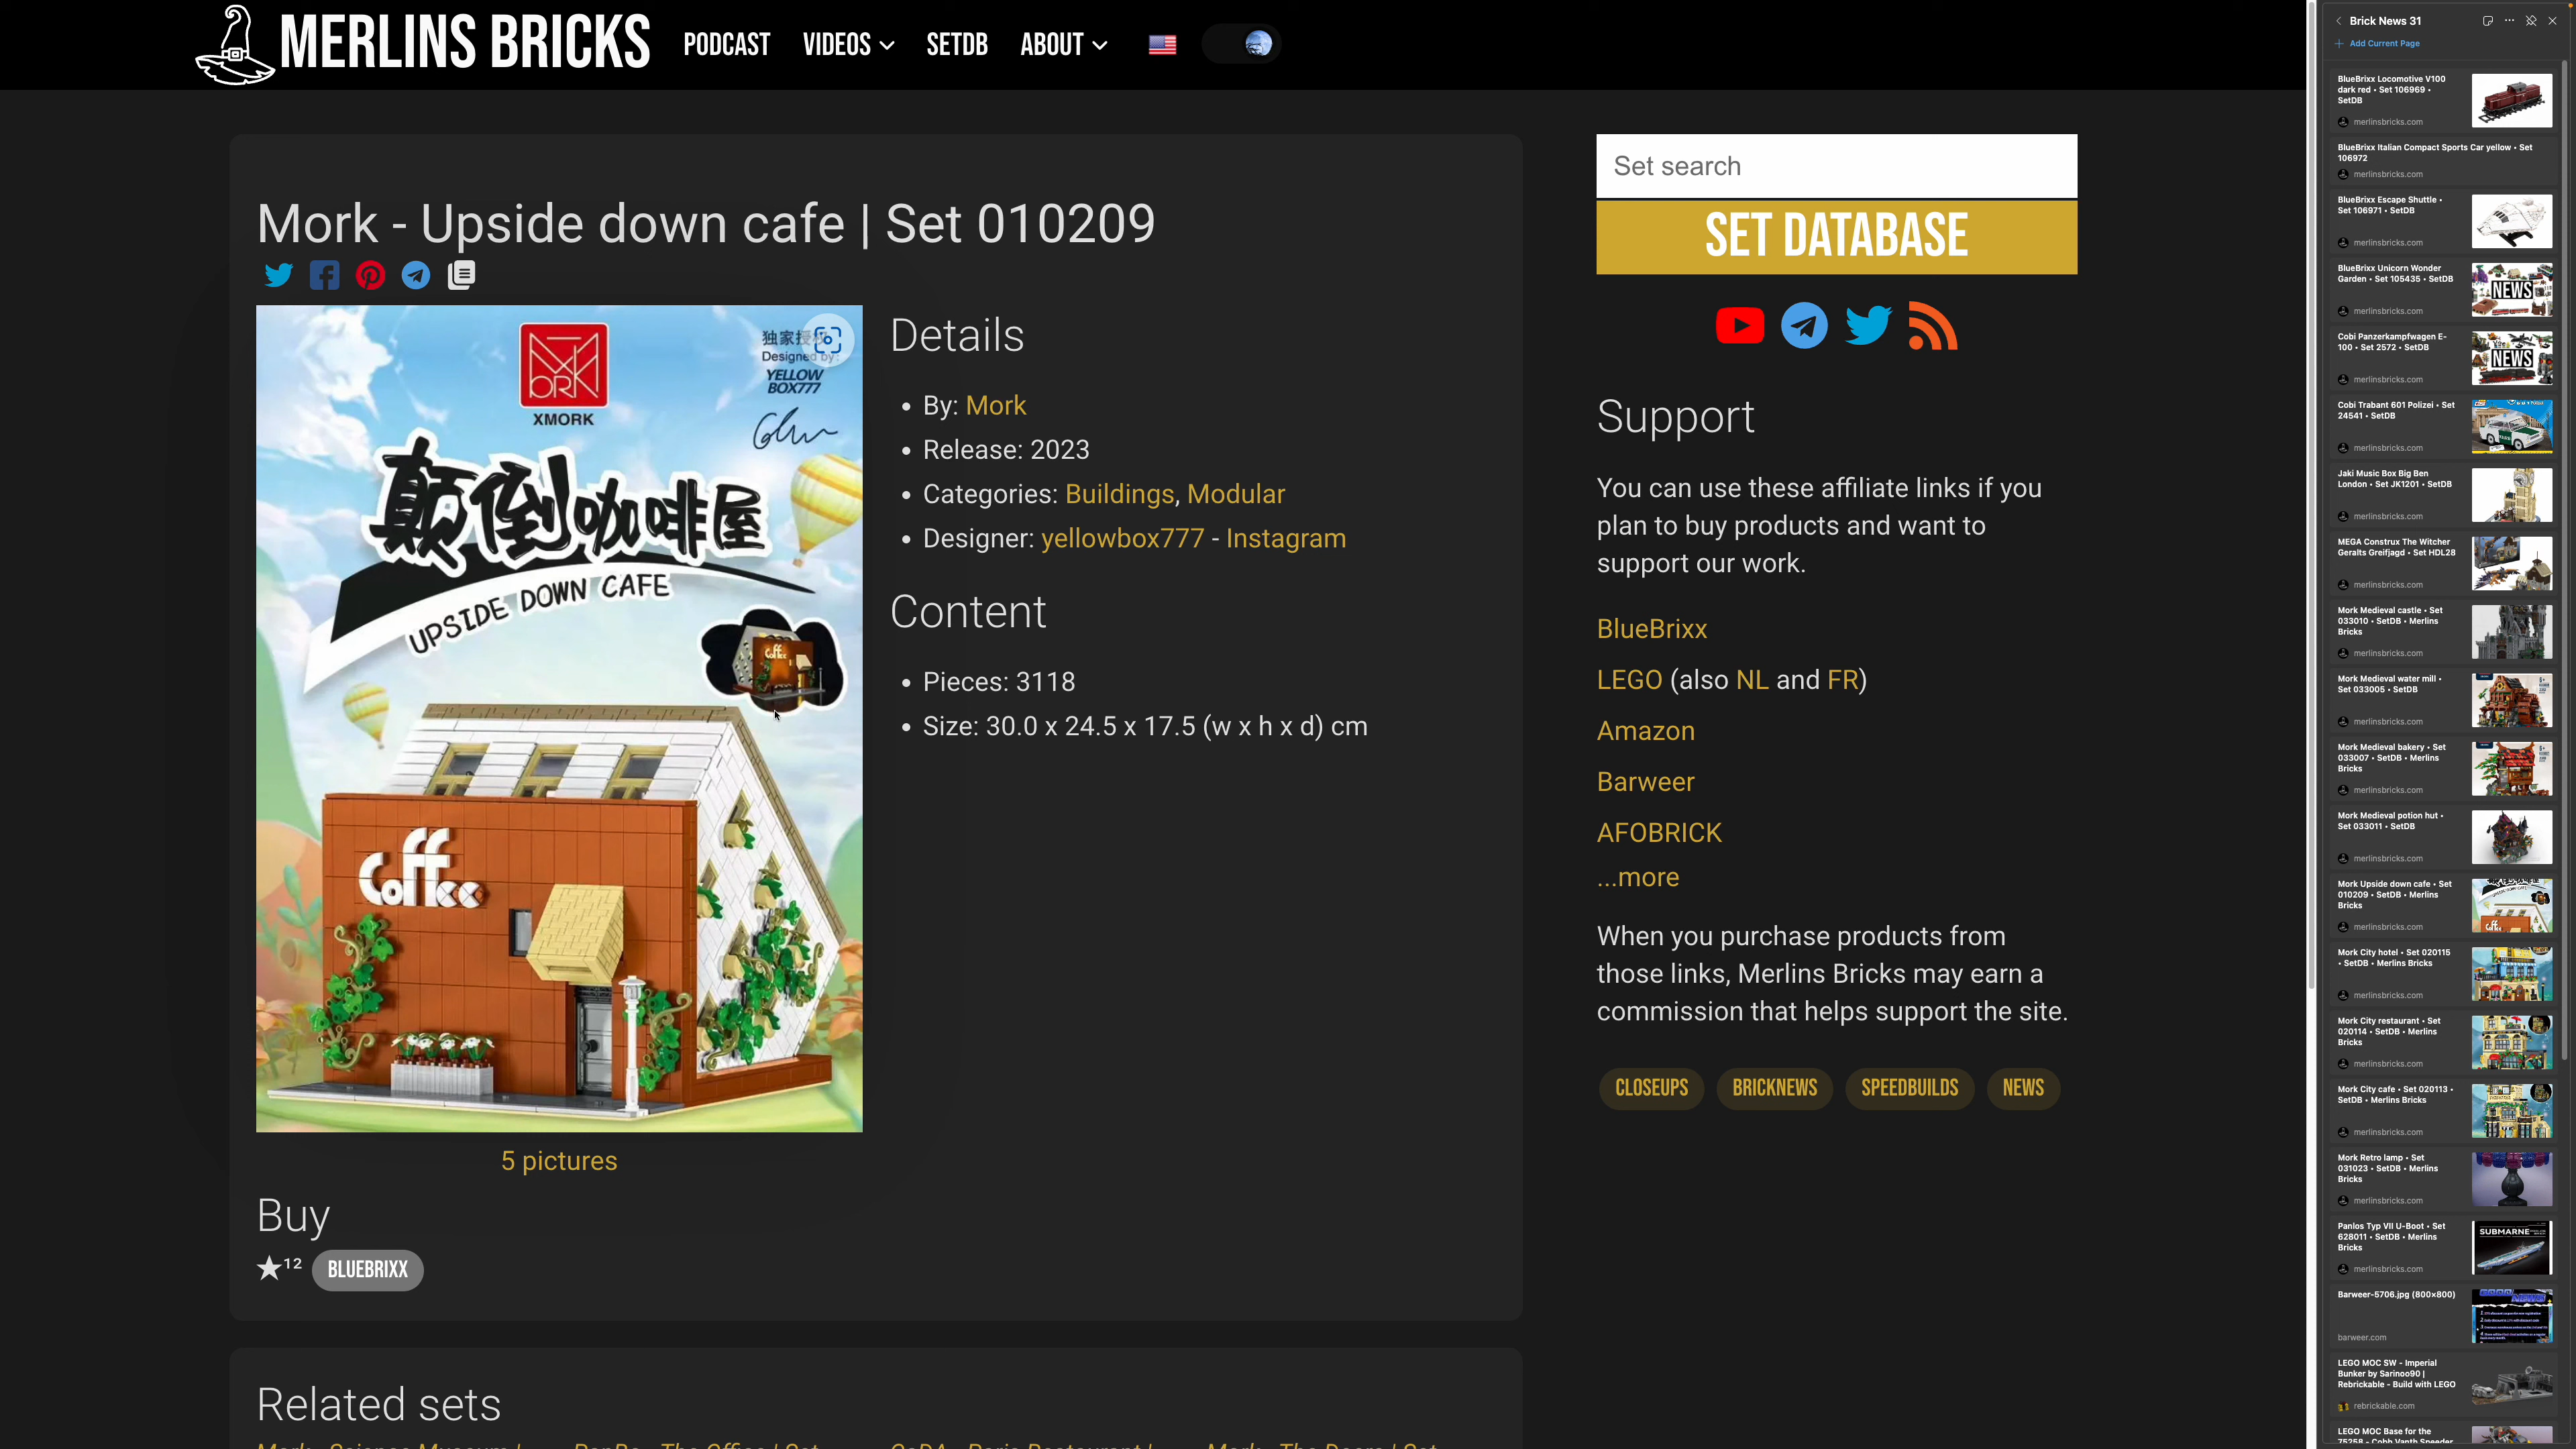 MERLINS BRICKS
PODCAST
VIDEOS
SETDB
ABOUT
Mork - Upside down cafe | Set 010209
XMORK
独家授
Designed by:
YELLOW
BOX777
颠倒咖啡屋
UPSIDE DOWN CAFE
Coffee
Coffee
5 pictures
Buy
12
BLUEBRIXX
Details
By: Mork
Release: 2023
Categories: Buildings, Modular
Designer: yellowbox777 - Instagram
Content
Pieces: 3118
Size: 30.0 x 24.5 x 17.5 (w x h x d) cm
Related sets
Set search
SET DATABASE
Support
You can use these affiliate links if you
plan to buy products and want to
support our work.
BlueBrixx
LEGO (also NL and FR)
Amazon
Barweer
AFOBRICK
...more
When you purchase products from
those links, Merlins Bricks may earn a
commission that helps support the site.
CLOSEUPS
BRICKNEWS
SPEEDBUILDS
NEWS
Brick News 31
Add Current Page
BlueBrixx Locomotive V100
dark red • Set 106969 •
SetDB
merlinsbricks.com
BlueBrixx Italian Compact Sports Car yellow • Set
106972
merlinsbricks.com
BlueBrixx Escape Shuttle •
Set 106971 • SetDB
merlinsbricks.com
BlueBrixx Unicorn Wonder
Garden • Set 105435 • SetDB
merlinsbricks.com
NEWS
Cobi Panzerkampfwagen E-
100 • Set 2572 • SetDB
merlinsbricks.com
NEWS
Cobi Trabant 601 Polizei • Set
24541 • SetDB
merlinsbricks.com
Jaki Music Box Big Ben
London • Set JK1201 • SetDB
merlinsbricks.com
MEGA Construx The Witcher
Geralts Greifjagd • Set HDL28
merlinsbricks.com
Mork Medieval castle • Set
033010 • SetDB • Merlins
Bricks
merlinsbricks.com
Mork Medieval water mill •
Set 033005 • SetDB
merlinsbricks.com
Mork Medieval bakery • Set
033007 • SetDB • Merlins
Bricks
merlinsbricks.com
Mork Medieval potion hut •
Set 033011 • SetDB
merlinsbricks.com
Mork Upside down cafe • Set
010209 • SetDB • Merlins
Bricks
merlinsbricks.com
Mork City hotel • Set 020115
• SetDB • Merlins Bricks
merlinsbricks.com
Mork City restaurant • Set
020114 • SetDB • Merlins
Bricks
merlinsbricks.com
Mork City cafe • Set 020113 •
SetDB • Merlins Bricks
merlinsbricks.com
Mork Retro lamp • Set
031023 • SetDB • Merlins
Bricks
merlinsbricks.com
Panlos Typ VII U-Boot • Set
628011 • SetDB • Merlins
Bricks
merlinsbricks.com
SUBMARNE
Barweer-5706.jpg (800×800)
barweer.com
LEGO MOC SW - Imperial
Bunker by Sarinoo90 |
Rebrickable - Build with LEGO
rebrickable.com
LEGO MOC Base for the
75258 - Cobb Vanth Speeder